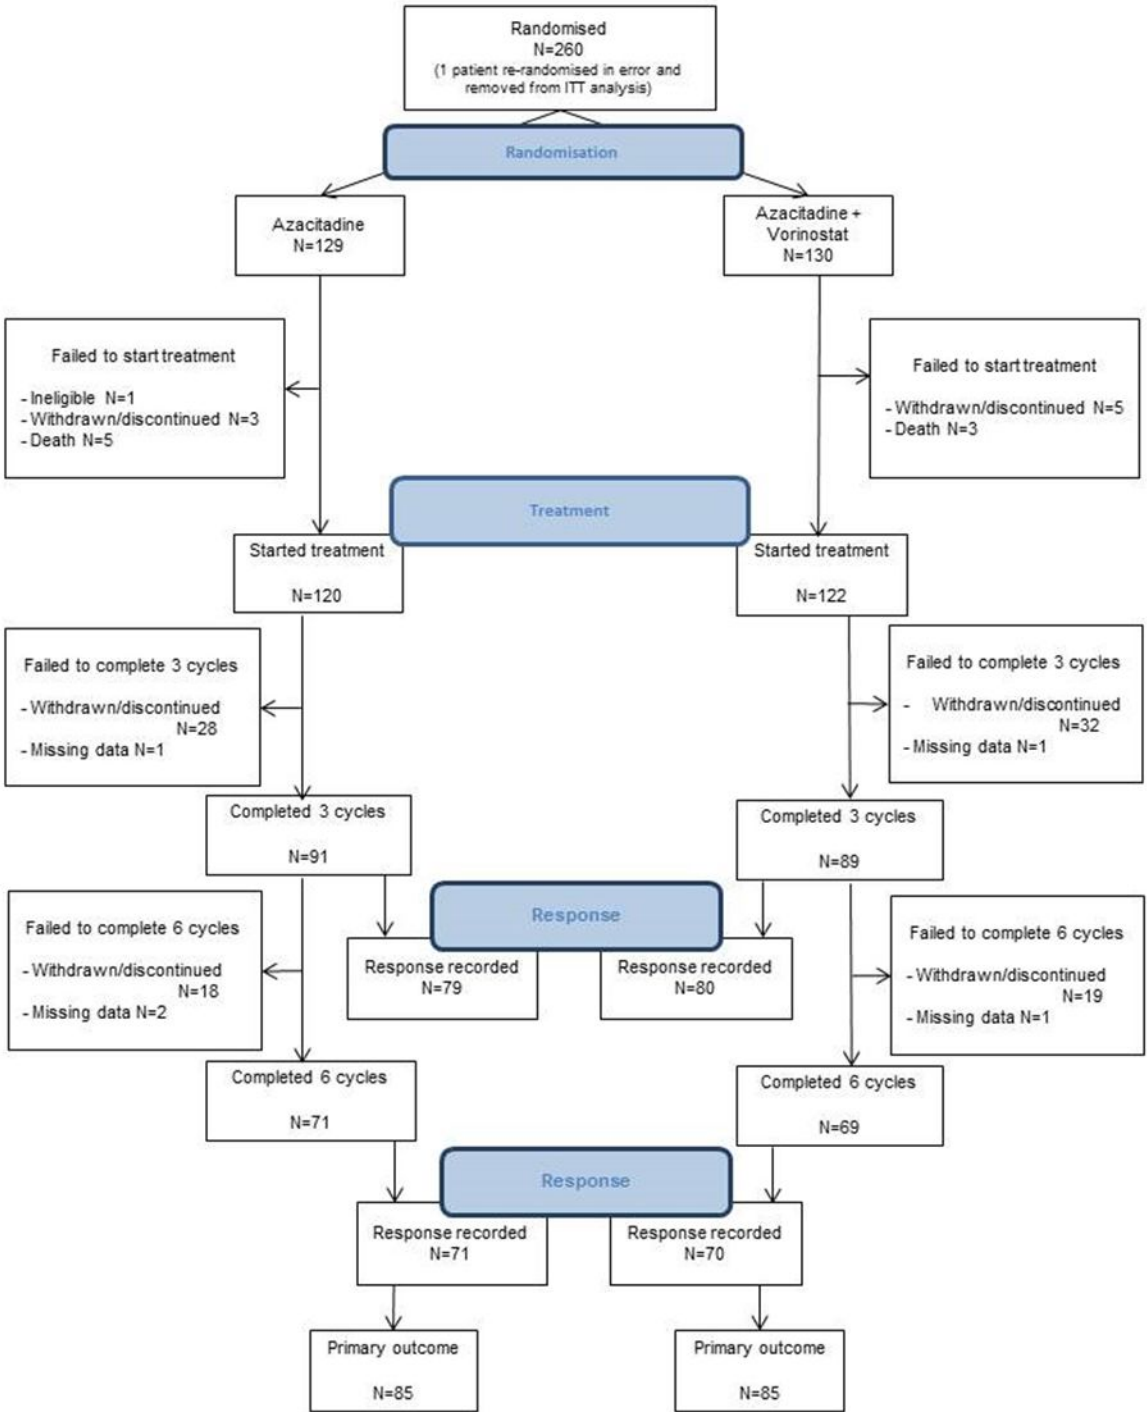 Randomised
N=260
(1 patient re-randomised in error and
removed from ITT analysis)
Randomisation
Azacitadine
N=129
Azacitadine +
Vorinostat
N=130
Failed to start treatment
- Ineligible N=1
- Withdrawn/discontinued N=3
- Death N=5
Failed to start treatment
- Withdrawn/discontinued N=5
- Death N=3
Treatment
Started treatment
N=120
Started treatment
N=122
Failed to complete 3 cycles
- Withdrawn/discontinued
N=28
- Missing data N=1
Failed to complete 3 cycles
- Withdrawn/discontinued
N=32
- Missing data N=1
Completed 3 cycles
N=91
Completed 3 cycles
N=89
Response
Failed to complete 6 cycles
- Withdrawn/discontinued
N=18
- Missing data N=2
Response recorded
N=79
Response recorded
N=80
Failed to complete 6 cycles
- Withdrawn/discontinued
N=19
- Missing data N=1
Completed 6 cycles
N=71
Completed 6 cycles
N=69
Response
Response recorded
N=71
Response recorded
N=70
Primary outcome
N=85
Primary outcome
N=85